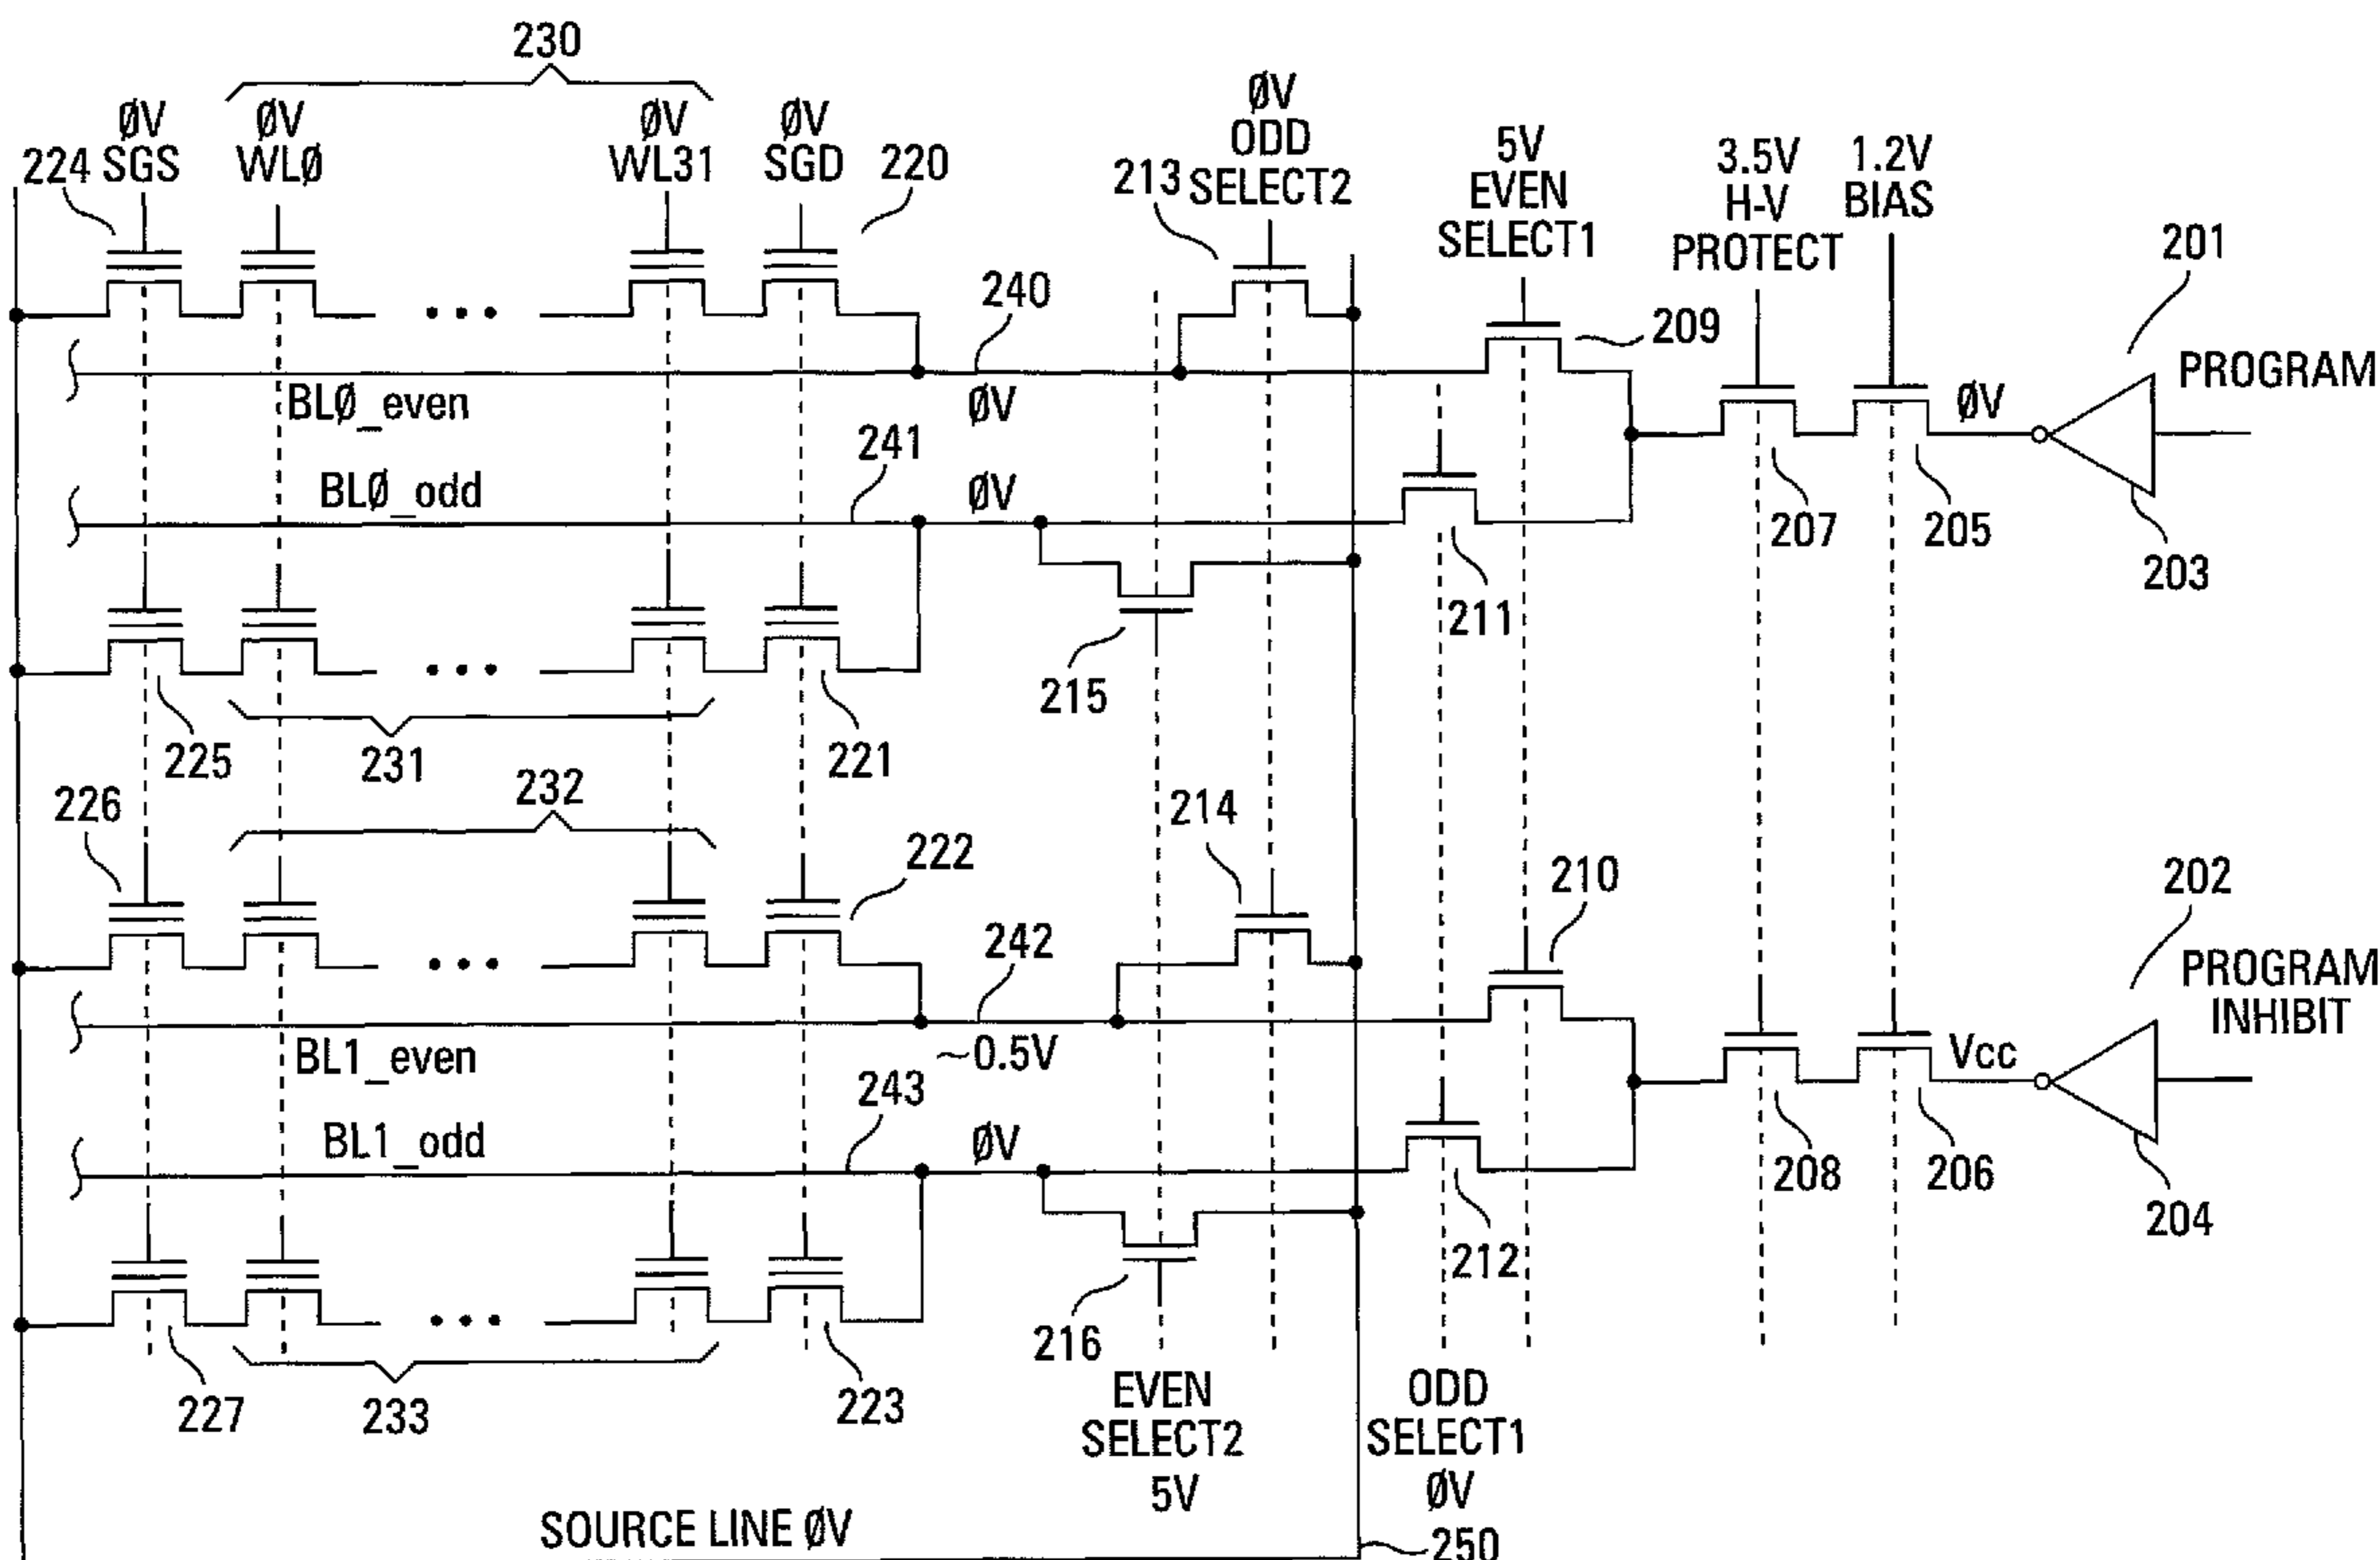 230
ØV
ØV
ØV
ØV
ØV
224 SGS
WLØ
WL31
SGD
220
213
ODD
SELECT2
5V
EVEN
SELECT1
3.5V
H-V
PROTECT
1.2V
BIAS
201
240
209
PROGRAM
BLØ_even
ØV
ØV
241
BLØ_odd
ØV
207
205
203
211
215
225
231
221
226
232
214
222
210
202
242
PROGRAM
INHIBIT
BL1_even
~0.5V
Vcc
243
BL1_odd
ØV
208
206
204
212
216
227
233
223
EVEN
SELECT2
5V
ODD
SELECT1
ØV
SOURCE LINE ØV
250